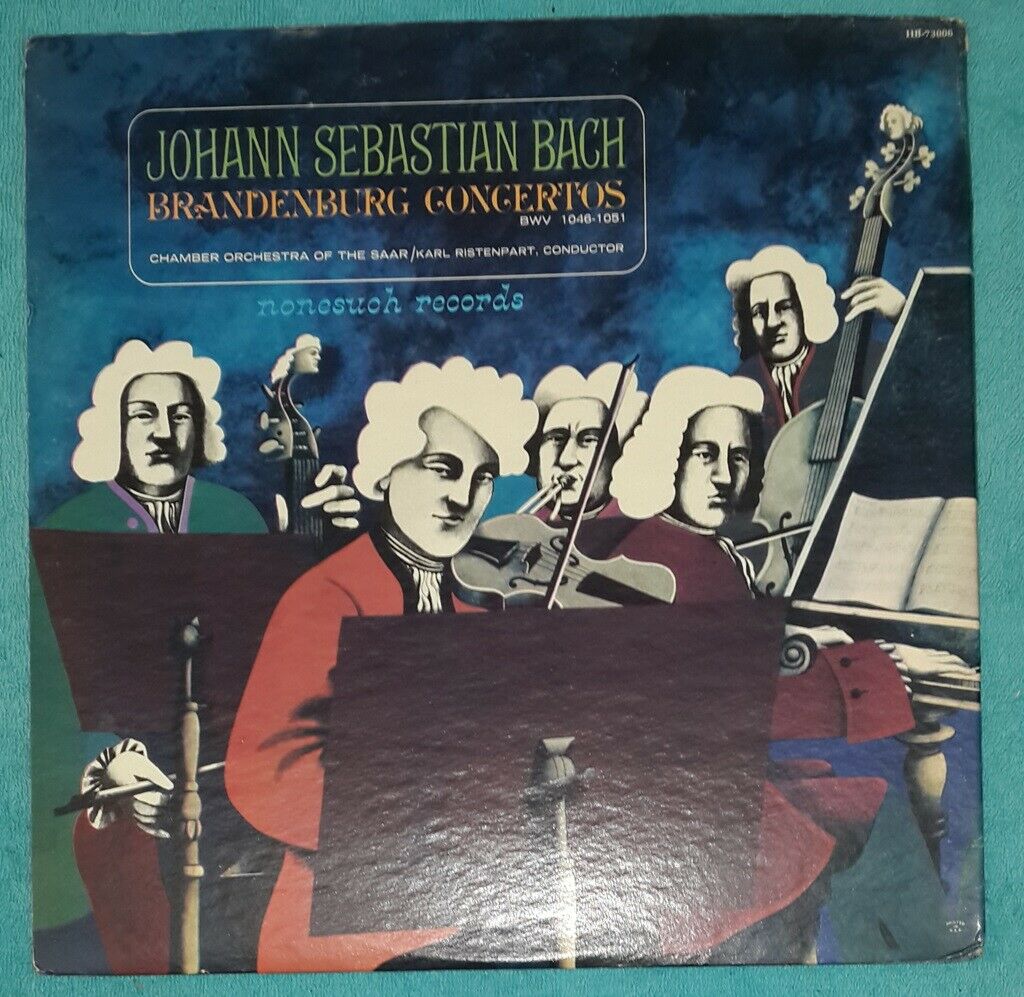 HB-73006
JOHANN SEBASTIAN BACH
BRANDENBURG CONCERTOS
BWV 1046-1051
CHAMBER ORCHESTRA OF THE SAAR/KARL RISTENPART, CONDUCTOR
nonesuch records